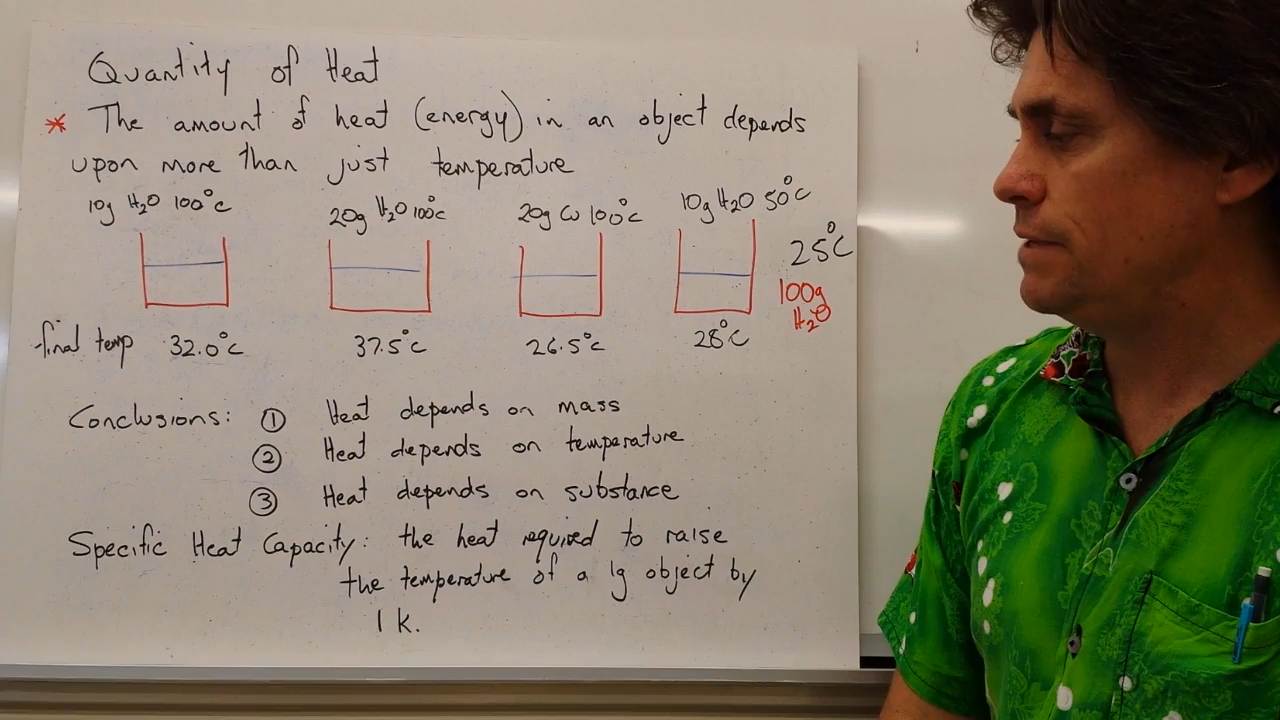 Quantity of Heat
* The amount of heat (energy) in an object depends
upon more than just temperature
10g H₂O 100°C 20g H₂O 100°C 20g Cu 100°C 10g H₂O 50°C
25°C
100g
H₂O
final temp 32.0°C 37.5°C 26.5°C 28°C
Conclusions: ① Heat depends on mass
② Heat depends on temperature
③ Heat depends on substance
Specific Heat Capacity: the heat required to raise
the temperature of a 1g object by
1 K.